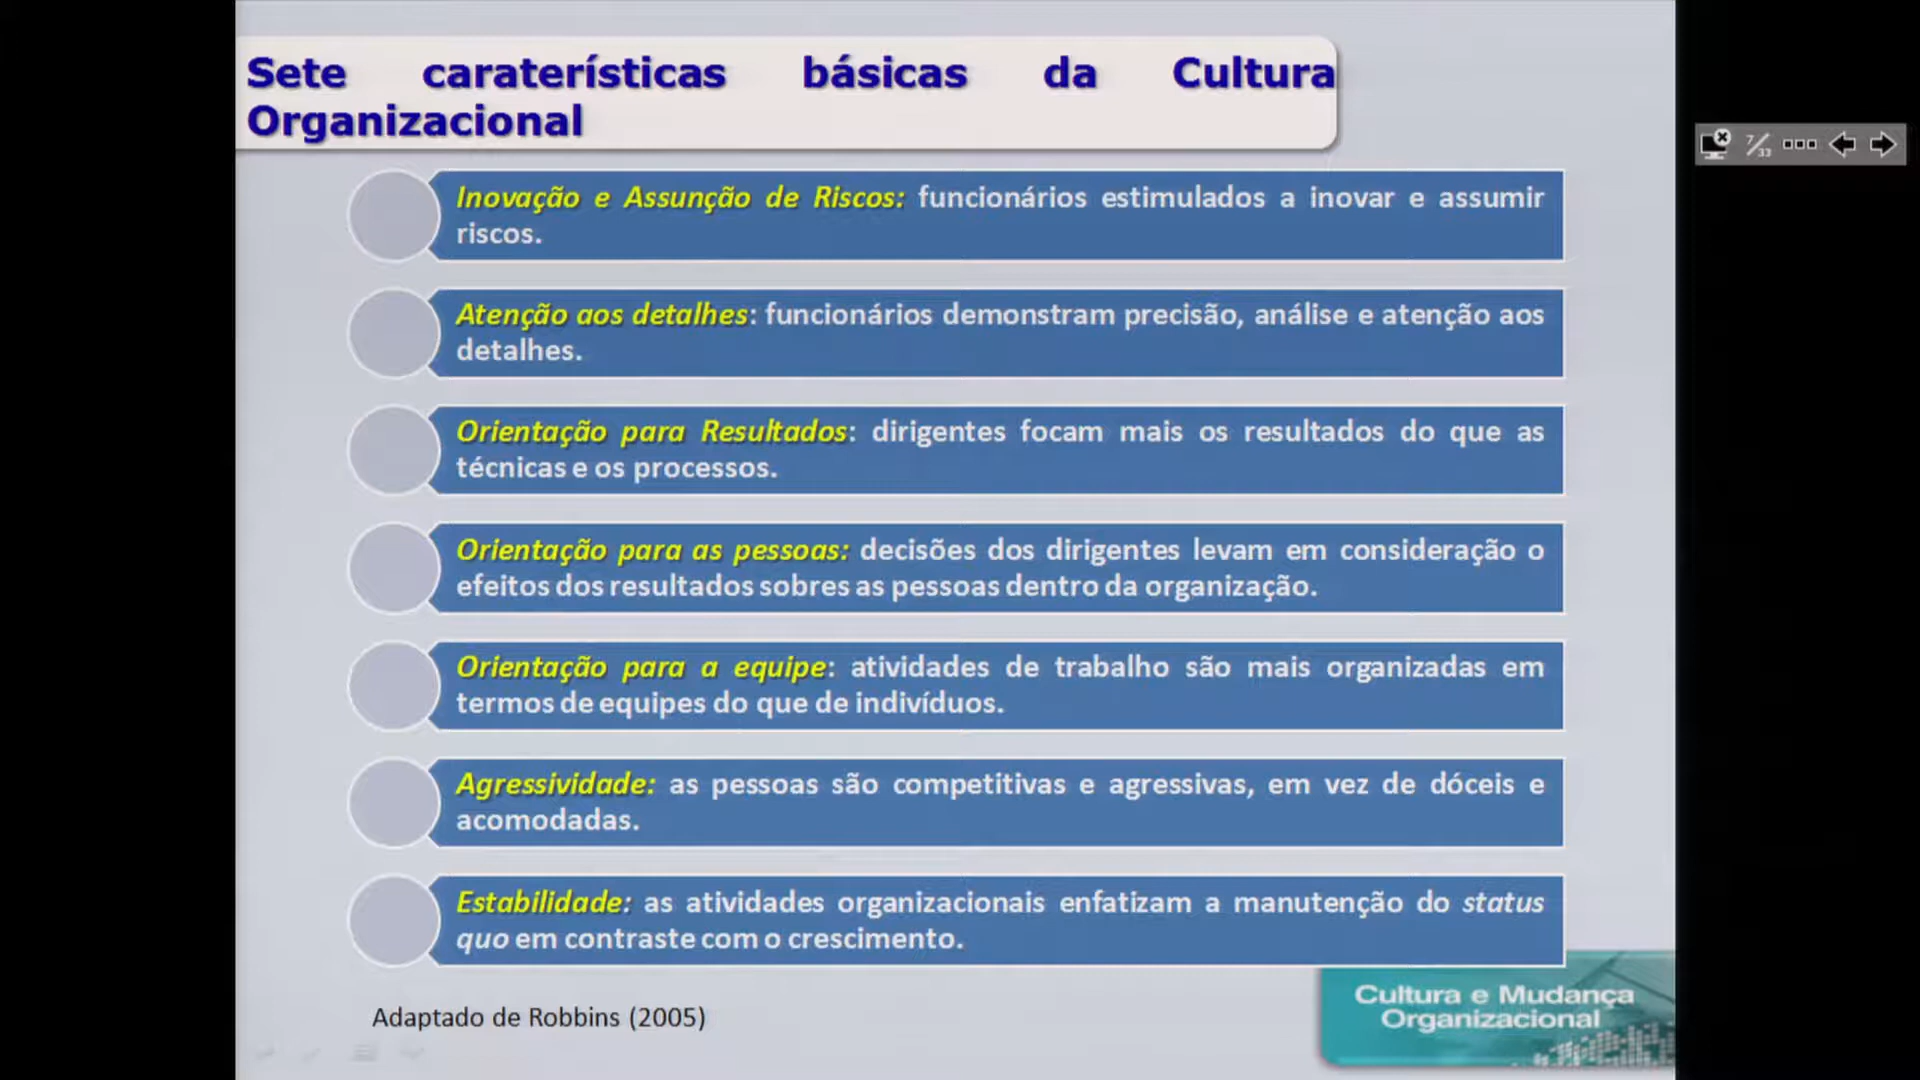 Sete caraterísticas básicas da Cultura
Organizacional
7/33
Inovação e Assunção de Riscos: funcionários estimulados a inovar e assumir
riscos.
Atenção aos detalhes: funcionários demonstram precisão, análise e atenção aos
detalhes.
Orientação para Resultados: dirigentes focam mais os resultados do que as
técnicas e os processos.
Orientação para as pessoas: decisões dos dirigentes levam em consideração o
efeitos dos resultados sobres as pessoas dentro da organização.
Orientação para a equipe: atividades de trabalho são mais organizadas em
termos de equipes do que de indivíduos.
Agressividade: as pessoas são competitivas e agressivas, em vez de dóceis e
acomodadas.
Estabilidade: as atividades organizacionais enfatizam a manutenção do status
quo em contraste com o crescimento.
Adaptado de Robbins (2005)
Cultura e Mudança
Organizacional